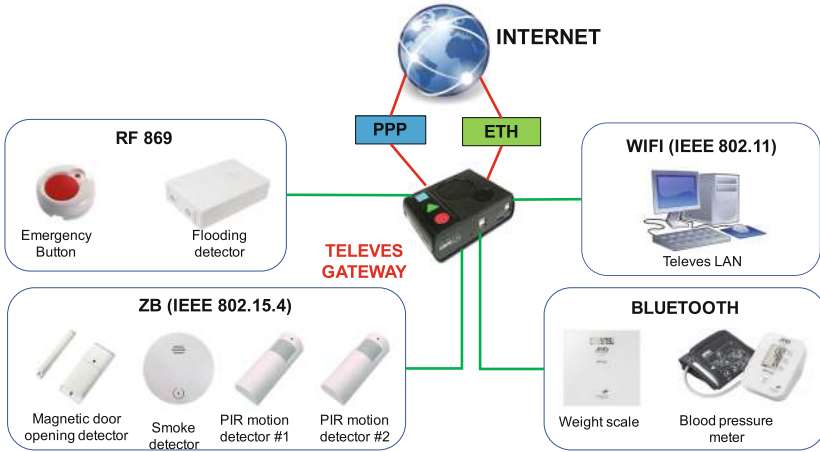 INTERNET
PPP
ETH
RF 869
Emergency
Button
Flooding
detector
TELEVES
GATEWAY
WIFI (IEEE 802.11)
Televes LAN
ZB (IEEE 802.15.4)
Magnetic door
opening detector
Smoke
detector
PIR motion
detector #1
PIR motion
detector #2
BLUETOOTH
Weight scale
Blood pressure
meter